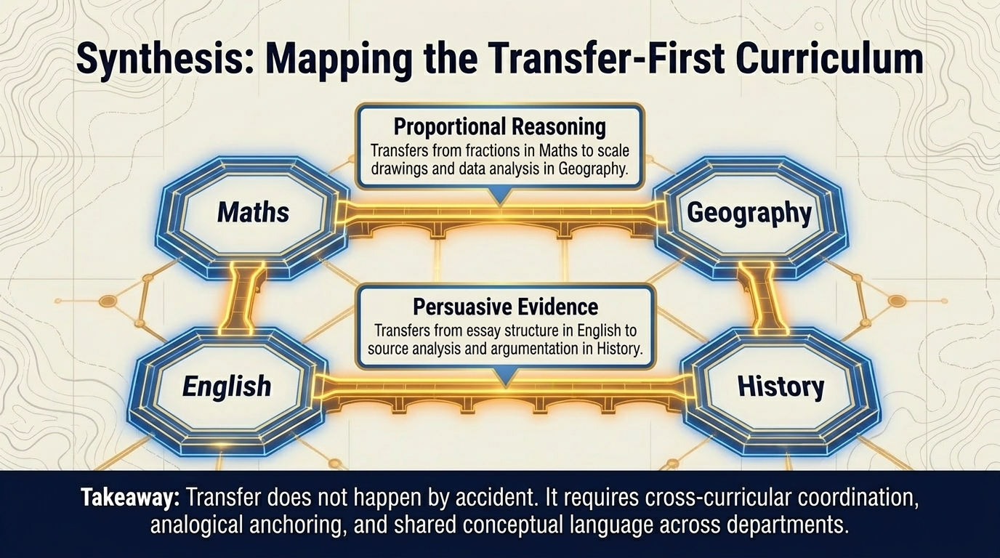 Synthesis: Mapping the Transfer-First Curriculum
Proportional Reasoning
Transfers from fractions in Maths to scale
drawings and data analysis in Geography.
Maths
Geography
Persuasive Evidence
Transfers from essay structure in English to
source analysis and argumentation in History.
English
History
Takeaway: Transfer does not happen by accident. It requires cross-curricular coordination,
analogical anchoring, and shared conceptual language across departments.